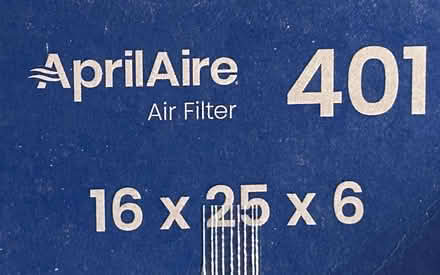 AprilAire 401
Air Filter
16 x 25 x 6